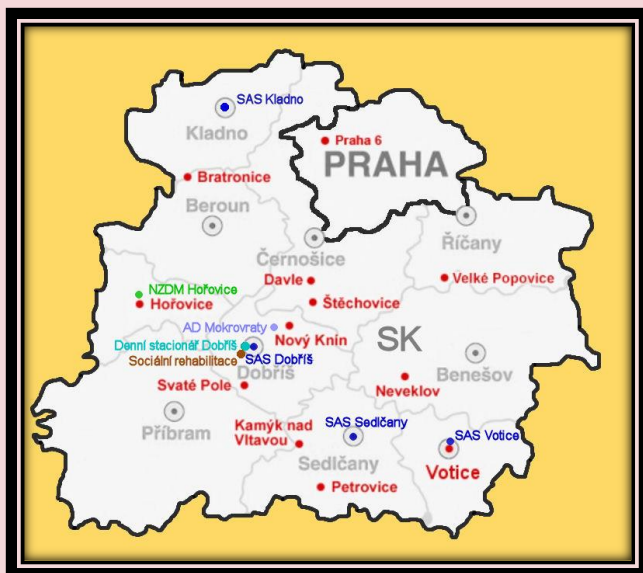 SAS Kladno
Kladno
Praha 6
PRAHA
Bratronice
Beroun
Říčany
Černošice
Davle
Velké Popovice
NZDM Hořovice
Hořovice
Štěchovice
AD Mokrovraty
Nový Knín
SK
Denní stacionář Dobříš
SAS Dobříš
Sociální rehabilitace
Dobříš
Benešov
Svaté Pole
Neveklov
Příbram
Kamýk nad
Vltavou
SAS Sedlčany
SAS Votice
Sedlčany
Votice
Petrovice